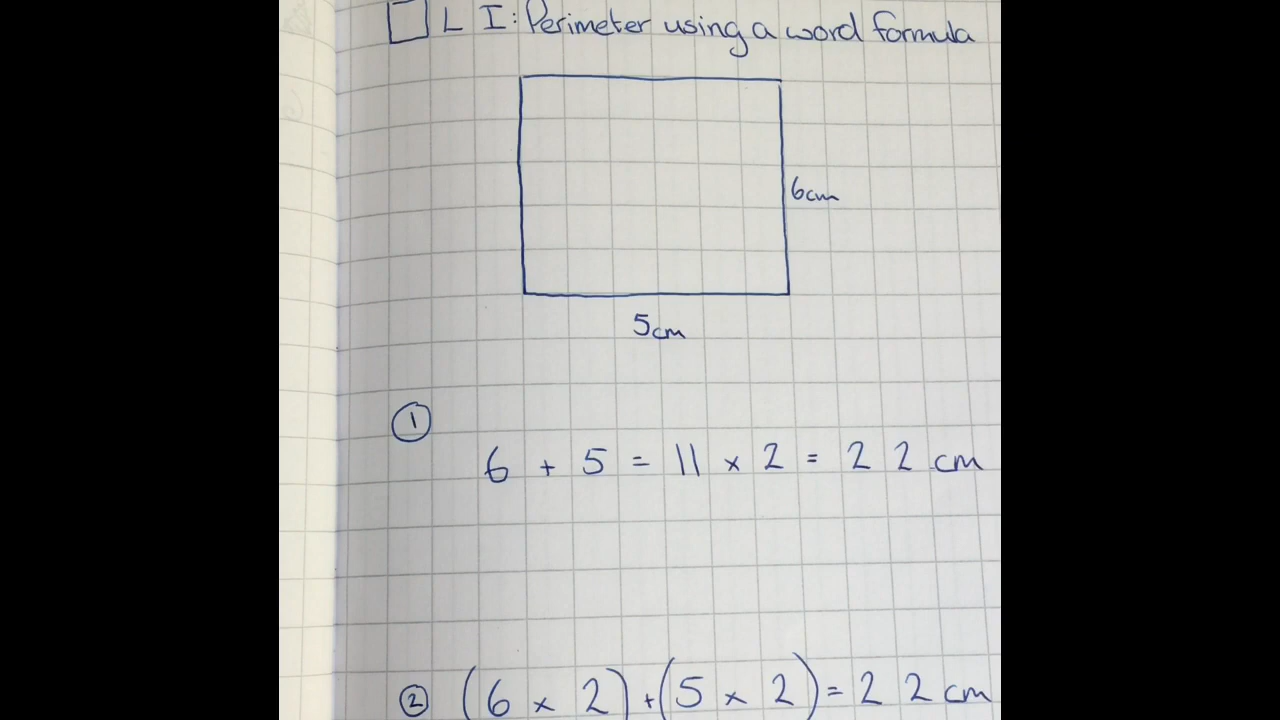 L I: Perimeter using a word formula
6cm
5cm
①
6 + 5 = 11 x 2 = 22 cm
② (6 x 2)+(5 x 2)= 22 cm